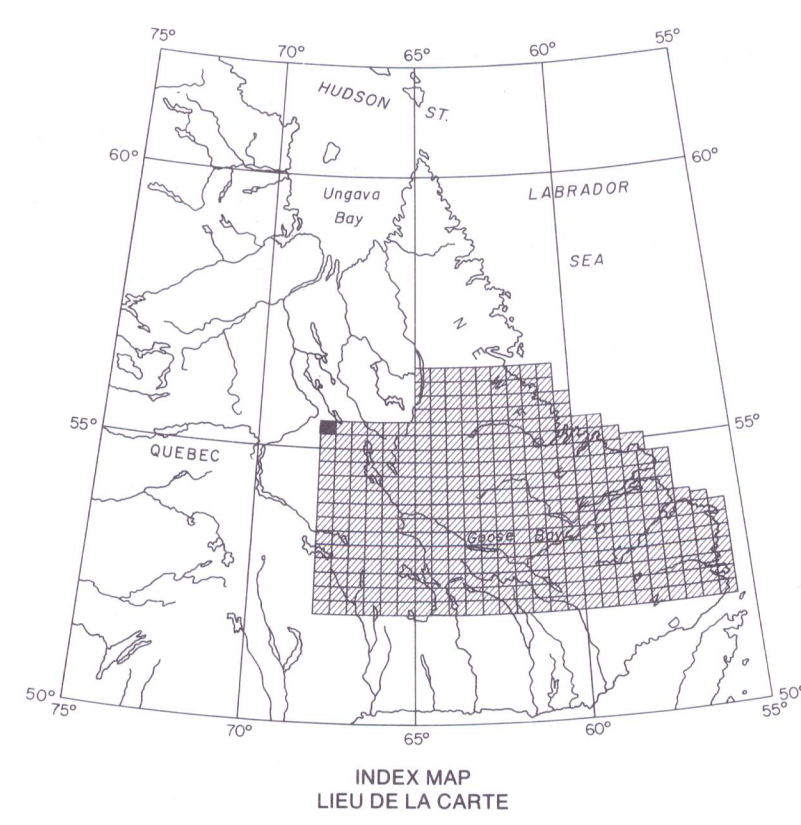 75°
70°
65°
60°
55°
HUDSON
ST.
60°
60°
Ungava
Bay
LABRADOR
SEA
N
55°
55°
QUEBEC
Goose Bay
50°
75°
70°
65°
60°
50°
55°
INDEX MAP
LIEU DE LA CARTE